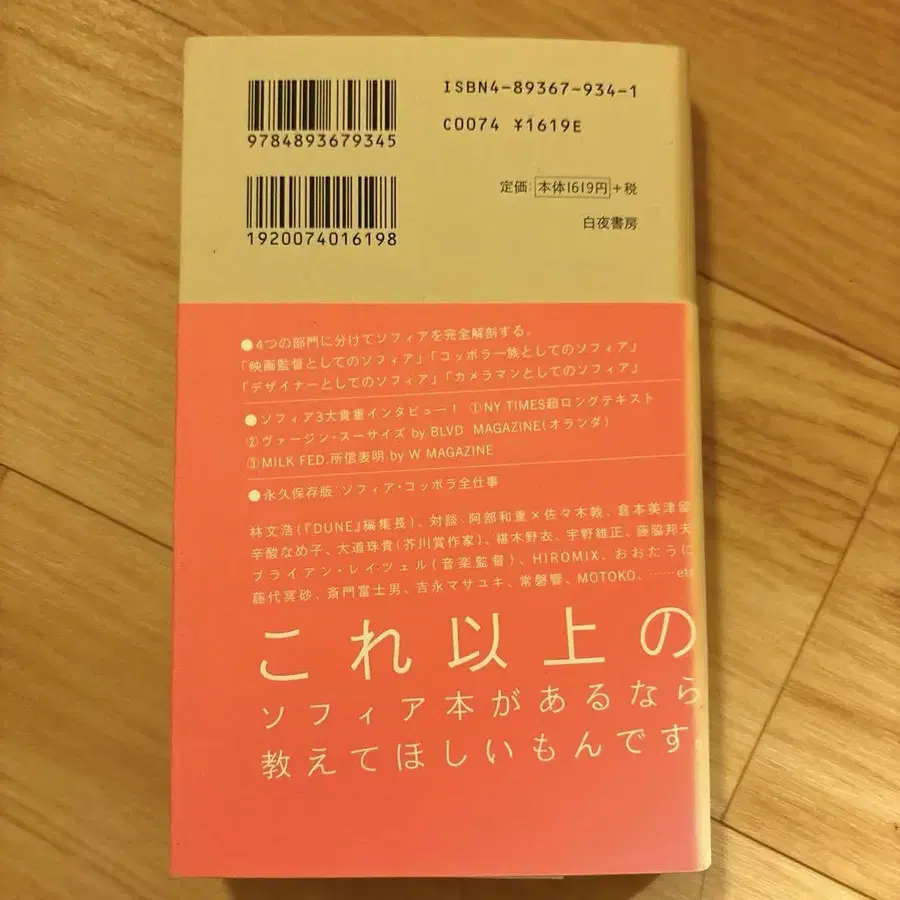 ISBN4-89367-934-1
9784893679345
C0074 ¥1619E
1920074016198
定価:本体1619円+税
白夜書房
●4つの部門に分けてソフィアを完全解剖する。
「映画監督としてのソフィア」「コッポラ一族としてのソフィア」
「デザイナーとしてのソフィア」「カメラマンとしてのソフィア」
●ソフィア3大貴重インタビュー! ①NY TIMES超ロングテキスト
②ヴァージン・スーサイズ by BLVD MAGAZINE(オランダ)
③MILK FED.所信表明 by W MAGAZINE
●永久保存版:ソフィア・コッポラ全仕事
林文浩(『DUNE』編集長)、対談:阿部和重×佐々木敦、倉本美津留
辛酸なめ子、大道珠貴(芥川賞作家)、椹木野衣、宇野維正、藤脇邦夫
ブライアン・レイツェル(音楽監督)、HIROMIX、おおたうに
藤代冥砂、斎門富士男、吉永マサユキ、常磐響、MOTOKO、……etc
これ以上の
ソフィア本があるなら
教えてほしいもんです。